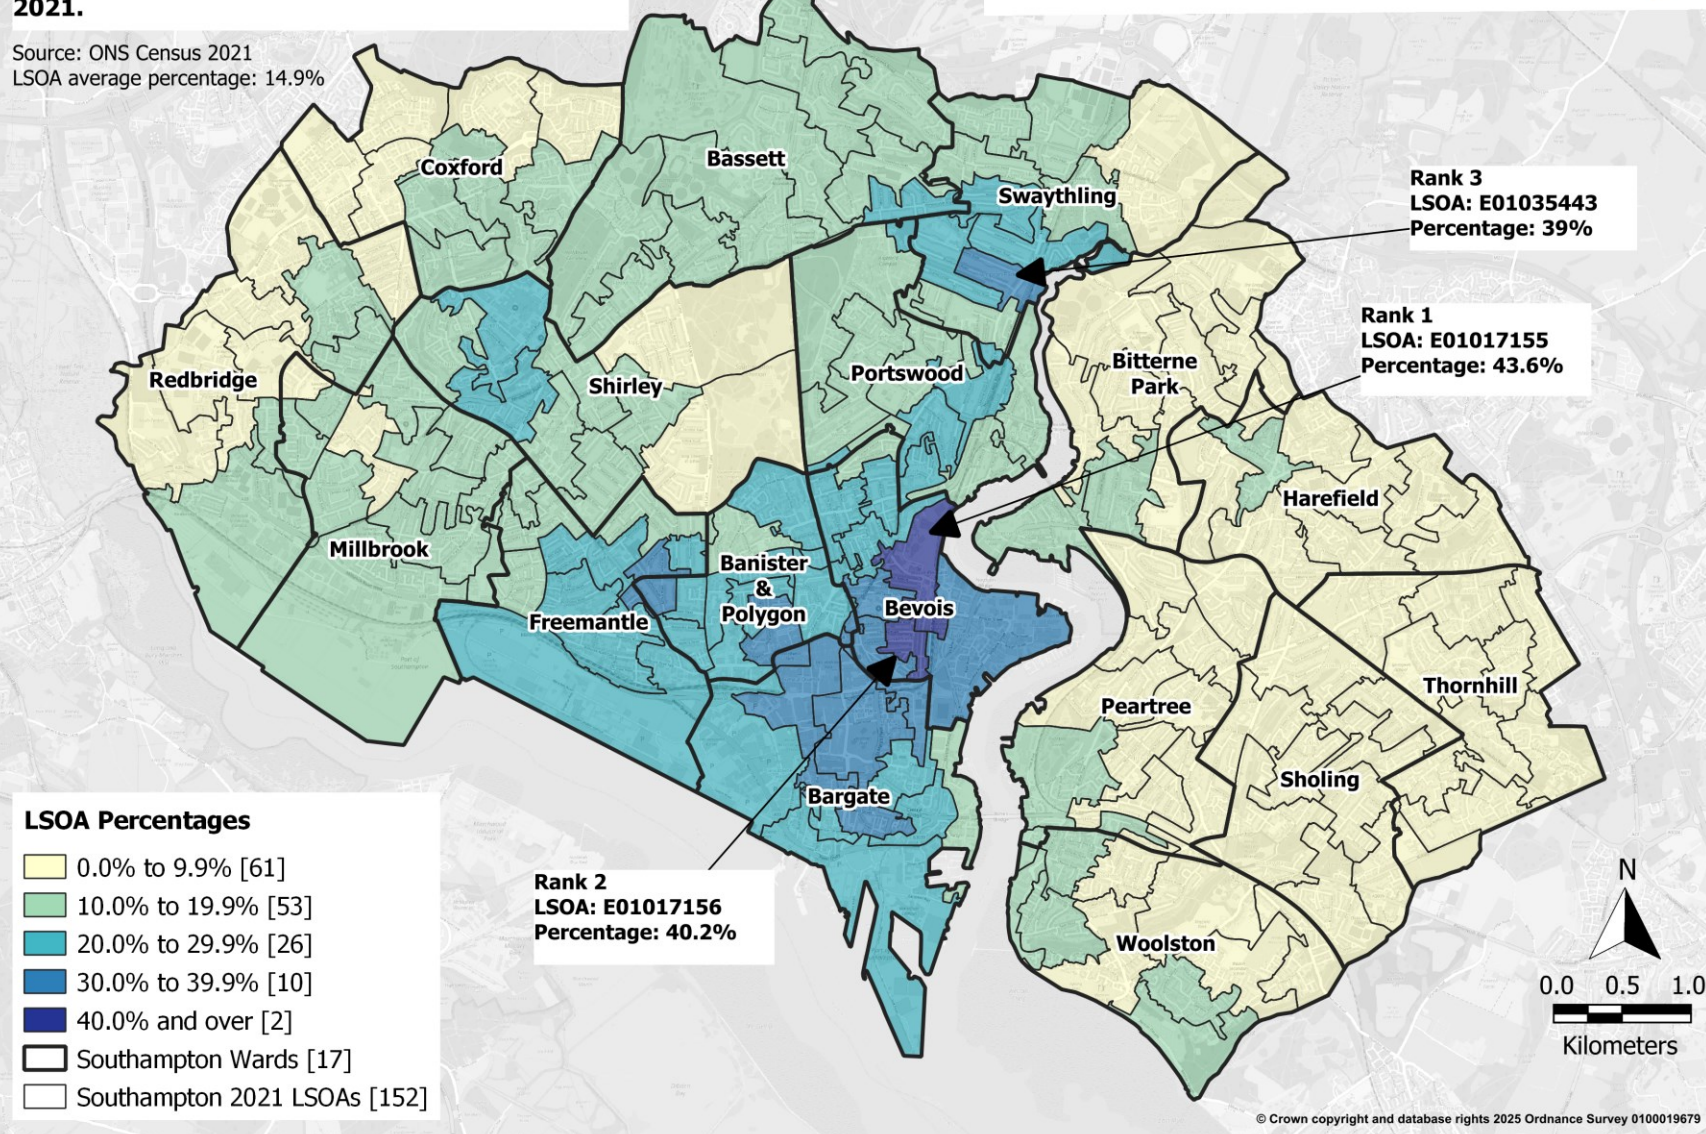 2021.
Source: ONS Census 2021
LSOA average percentage: 14.9%
Coxford
Bassett
Swaythling
Rank 3
LSOA: E01035443
Percentage: 39%
Rank 1
LSOA: E01017155
Percentage: 43.6%
Redbridge
Shirley
Portswood
Bitterne
Park
Harefield
Millbrook
Banister
&
Polygon
Freemantle
Bevois
Peartree
Thornhill
Sholing
Bargate
Woolston
Rank 2
LSOA: E01017156
Percentage: 40.2%
LSOA Percentages
0.0% to 9.9% [61]
10.0% to 19.9% [53]
20.0% to 29.9% [26]
30.0% to 39.9% [10]
40.0% and over [2]
Southampton Wards [17]
Southampton 2021 LSOAs [152]
N
0.0 0.5 1.0
Kilometers
© Crown copyright and database rights 2025 Ordnance Survey 0100019679